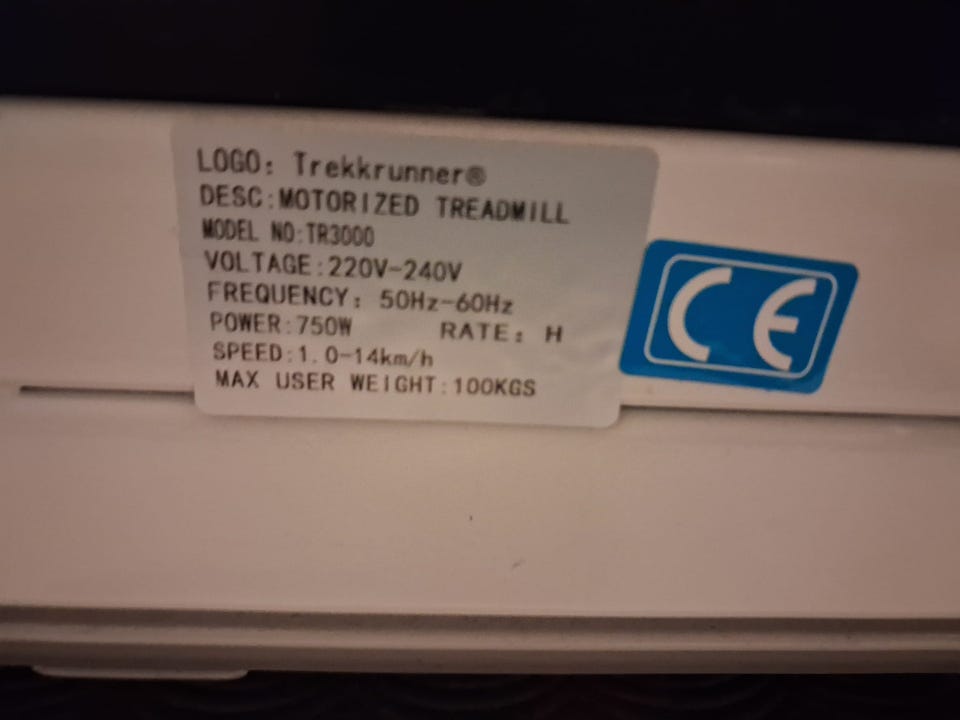 LOGO: Trekkrunner®
DESC:MOTORIZED TREADMILL
MODEL NO:TR3000
VOLTAGE:220V-240V
FREQUENCY: 50Hz-60Hz
POWER:750W RATE: H
SPEED:1.0-14km/h
MAX USER WEIGHT:100KGS
CE